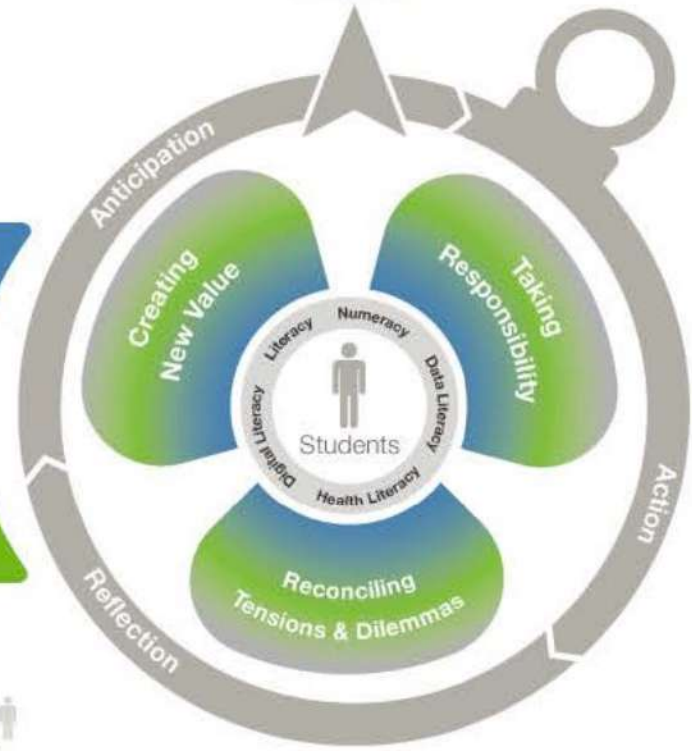 Anticipation
Creating
New Value
Taking
Responsibility
Literacy
Numeracy
Data Literacy
Digital Literacy
Health Literacy
Students
Action
Reconciling
Tensions & Dilemmas
Reflection